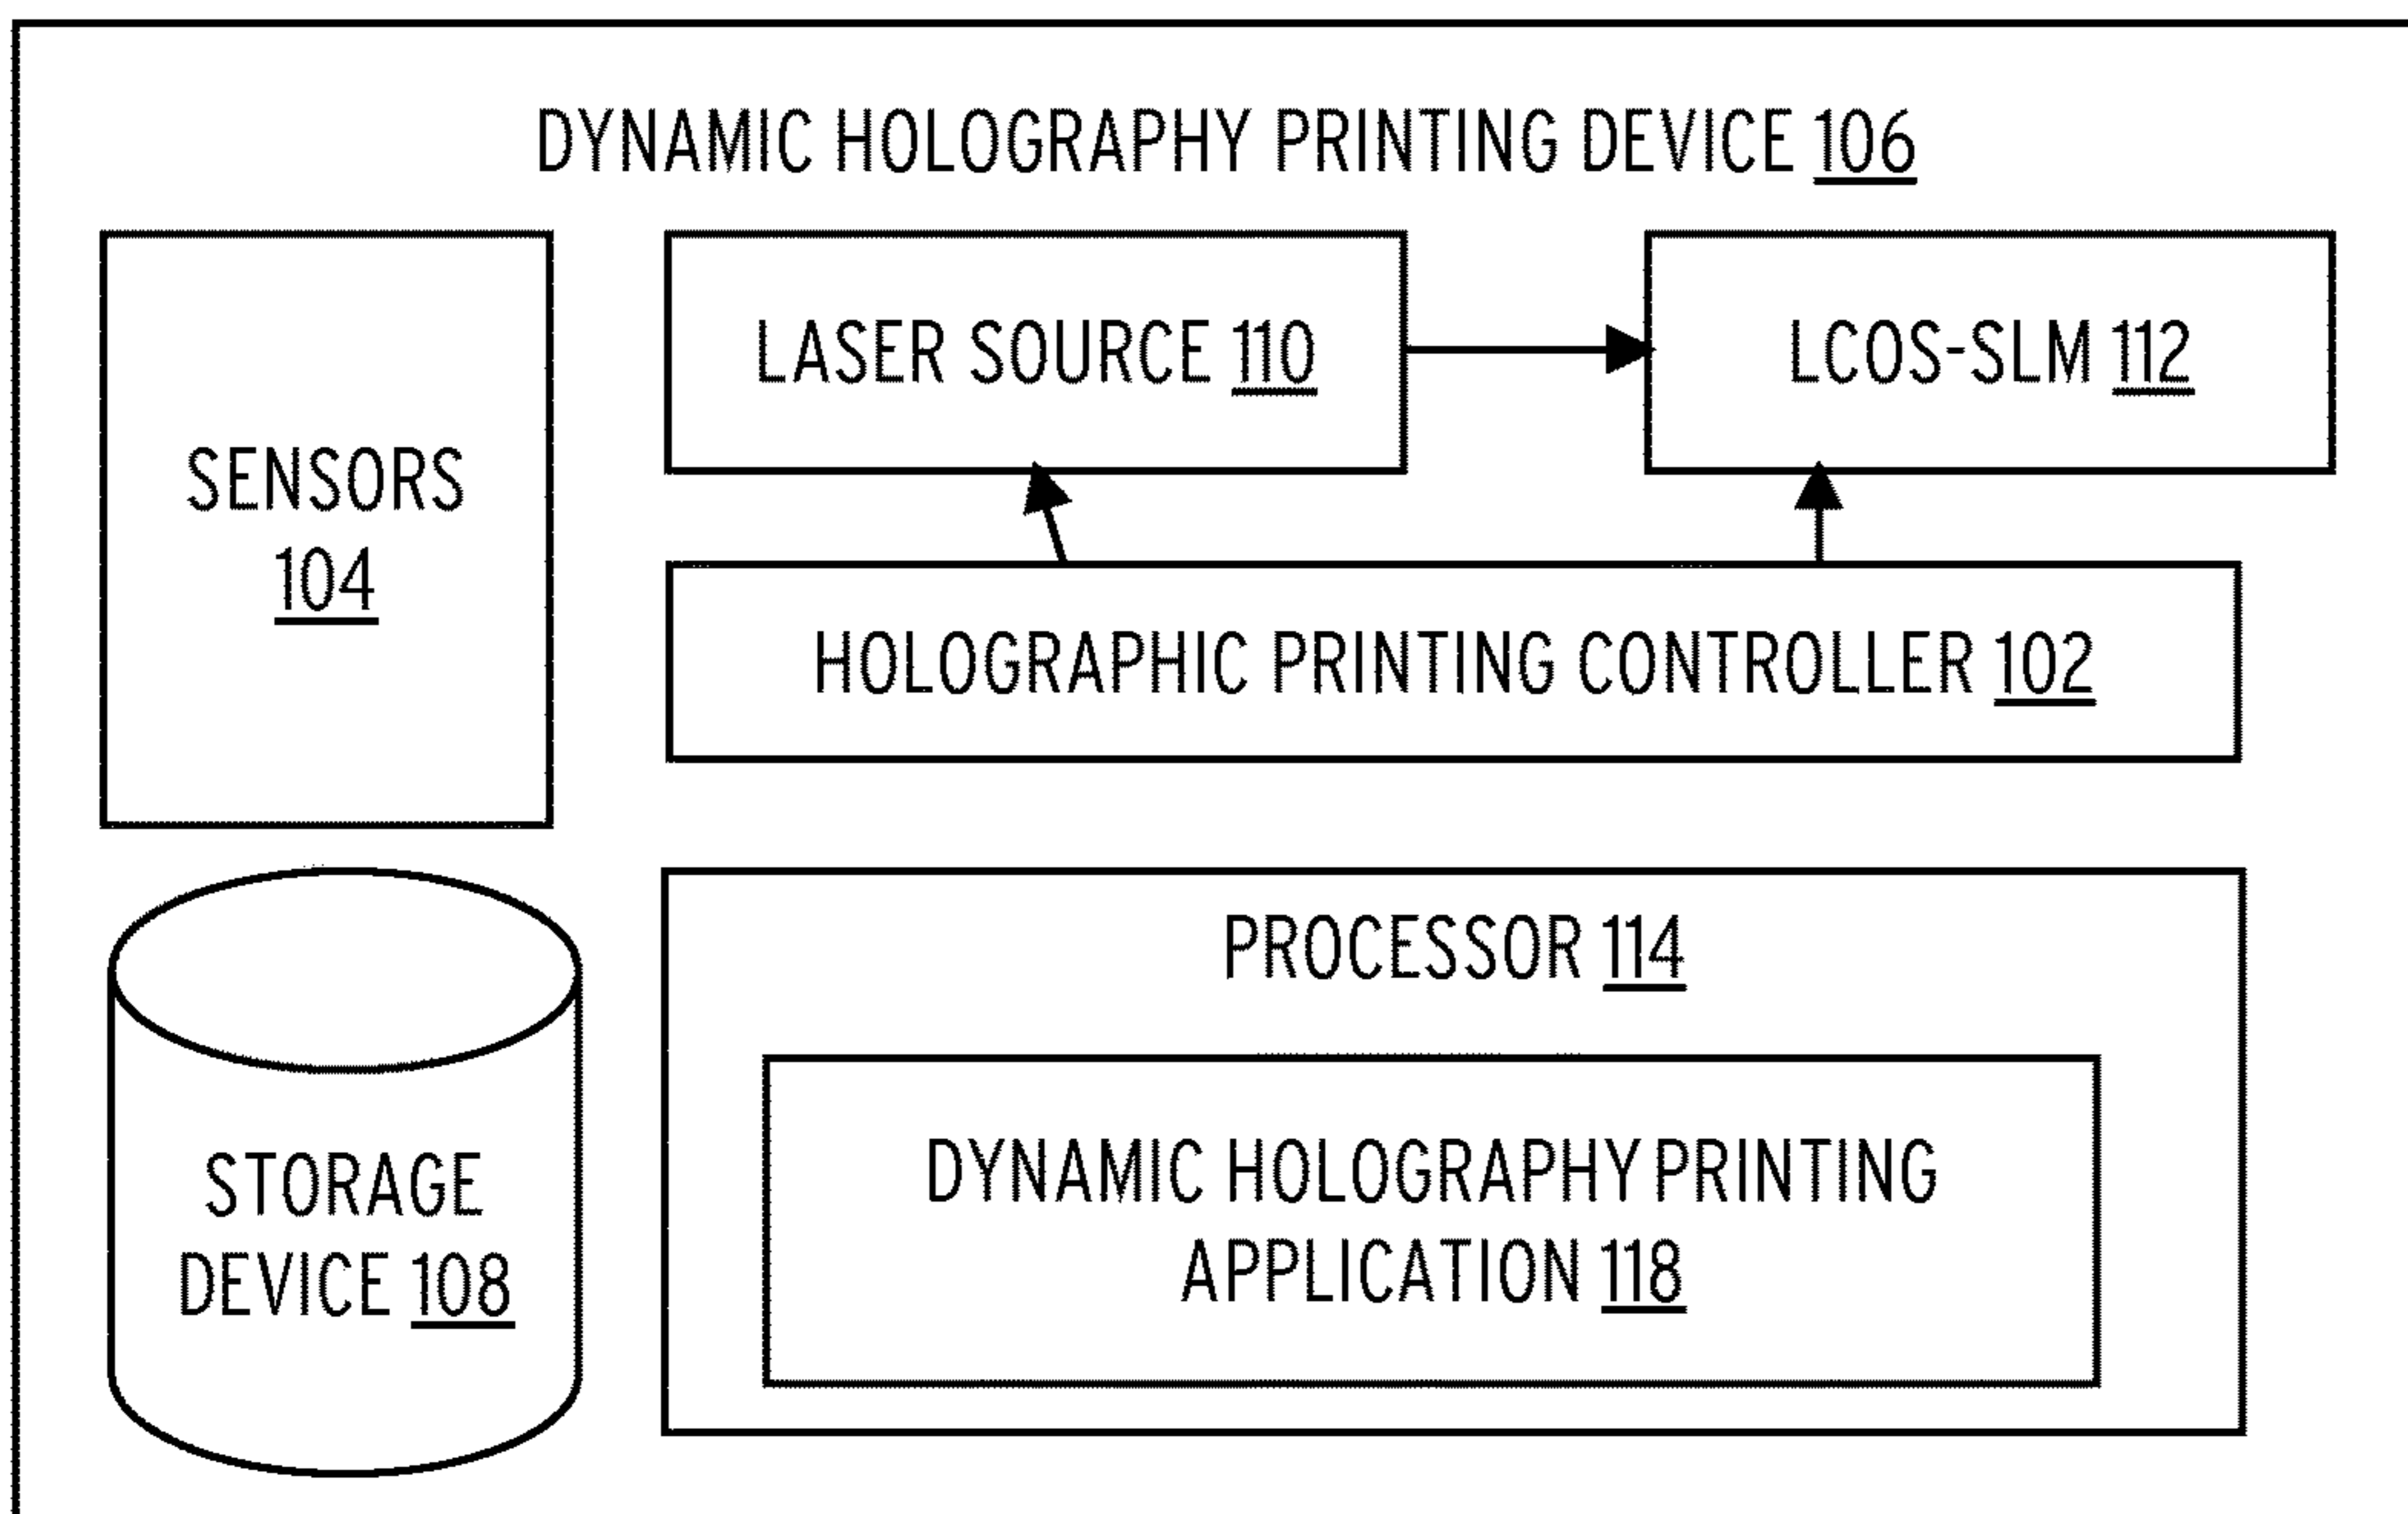 DYNAMIC HOLOGRAPHY PRINTING DEVICE 106
SENSORS
104
LASER SOURCE 110
LCOS-SLM 112
HOLOGRAPHIC PRINTING CONTROLLER 102
STORAGE
DEVICE 108
PROCESSOR 114
DYNAMIC HOLOGRAPHY PRINTING
APPLICATION 118